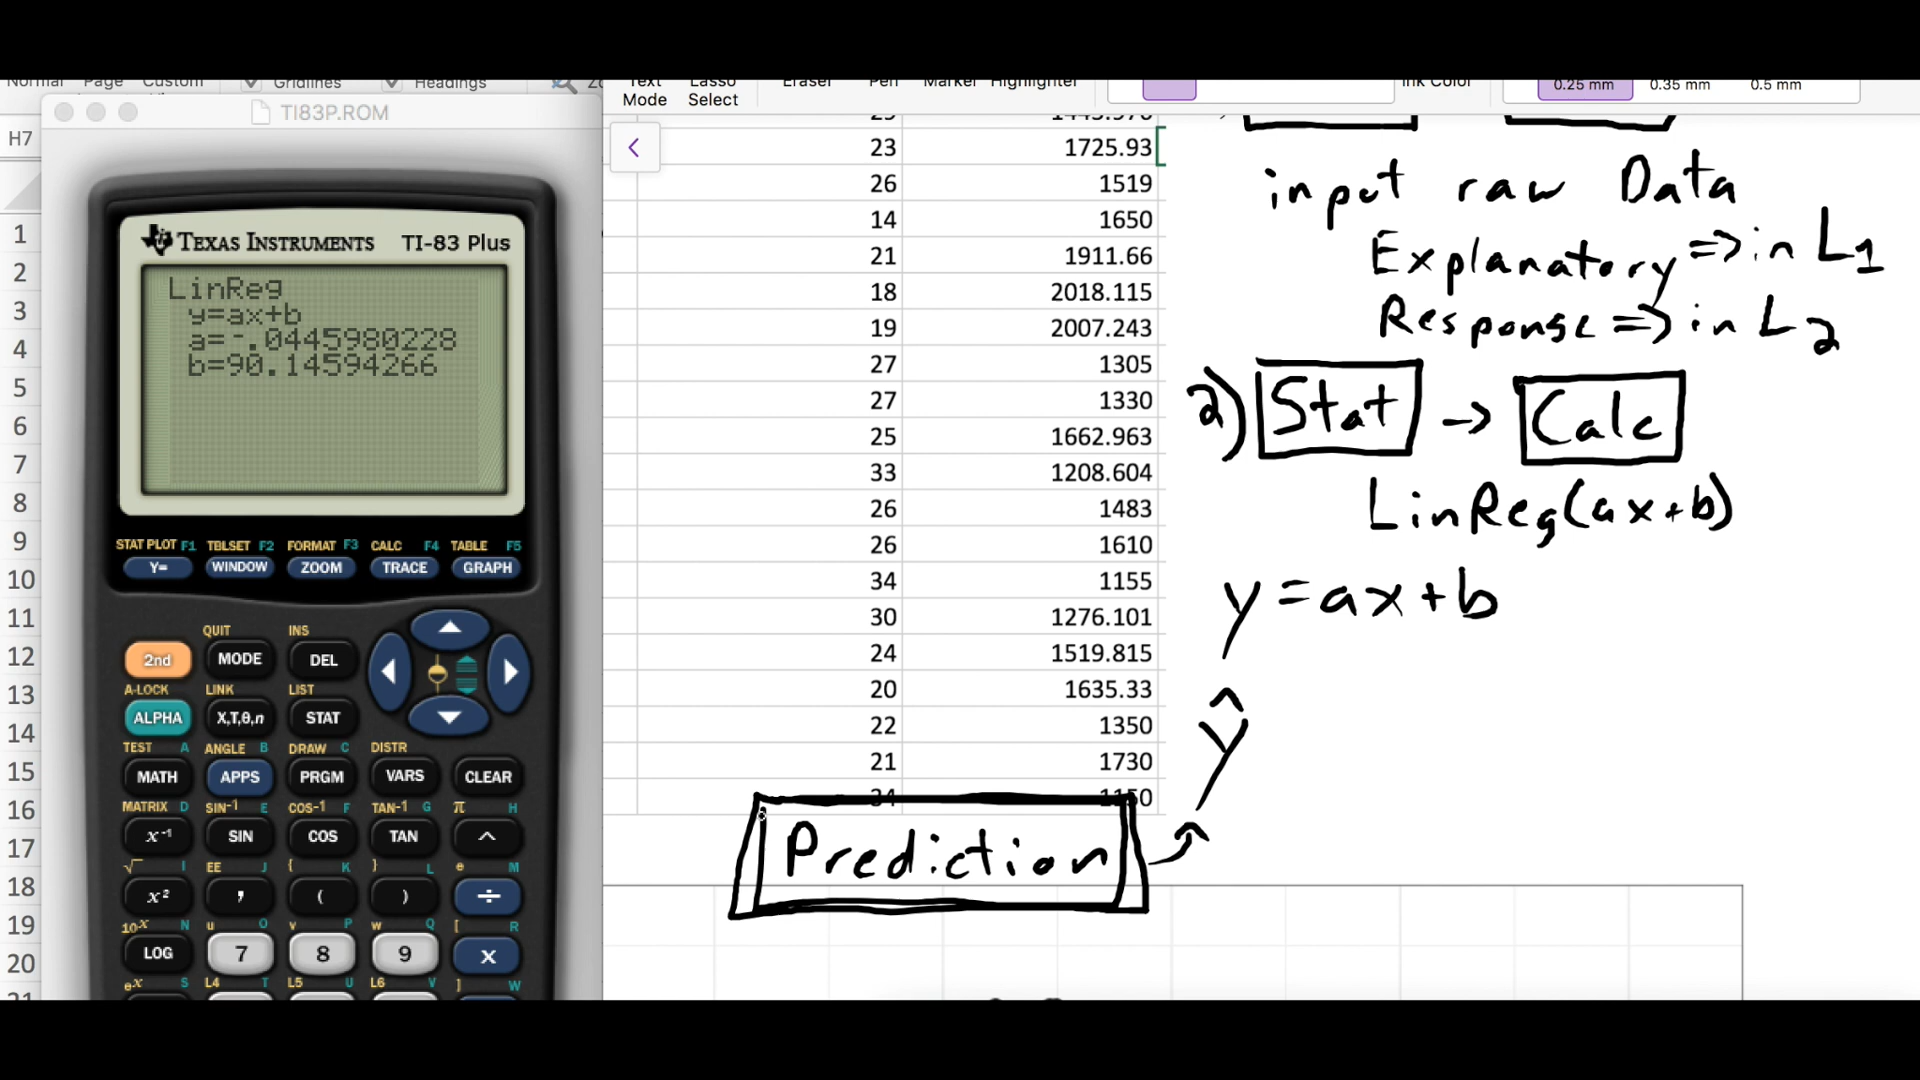 Normal Page Custom Gridlines Headings
Text Mode
Lasso Select
Eraser Pen Marker Highlighter
Ink Color
0.25 mm 0.35 mm 0.5 mm
TI83P.ROM
H7
1
2
3
4
5
6
7
8
9
10
11
12
13
14
15
16
17
18
19
20
TEXAS INSTRUMENTS TI-83 Plus
LinReg
y=ax+b
a=-.0445980228
b=90.14594266
STAT PLOT F1 TBLSET F2 FORMAT F3 CALC F4 TABLE F5
Y= WINDOW ZOOM TRACE GRAPH
QUIT INS
2nd MODE DEL
A-LOCK LINK LIST
ALPHA X,T,θ,n STAT
TEST A ANGLE B DRAW C DISTR
MATH APPS PRGM VARS CLEAR
MATRIX D SIN⁻¹ E COS⁻¹ F TAN⁻¹ G π H
x⁻¹ SIN COS TAN ^
√ I EE J { K } L e M
x² , ( ) ÷
10ˣ N u O v P w Q [ R
LOG 7 8 9 x
eˣ S L4 T L5 U L6 V ] W
23 1725.93
26 1519
14 1650
21 1911.66
18 2018.115
19 2007.243
27 1305
27 1330
25 1662.963
33 1208.604
26 1483
26 1610
34 1155
30 1276.101
24 1519.815
20 1635.33
22 1350
21 1730
34 1150
input raw Data
Explanatory => in L1
Response => in L2
2) Stat → Calc
LinReg(ax+b)
y = ax+b
ŷ
Prediction